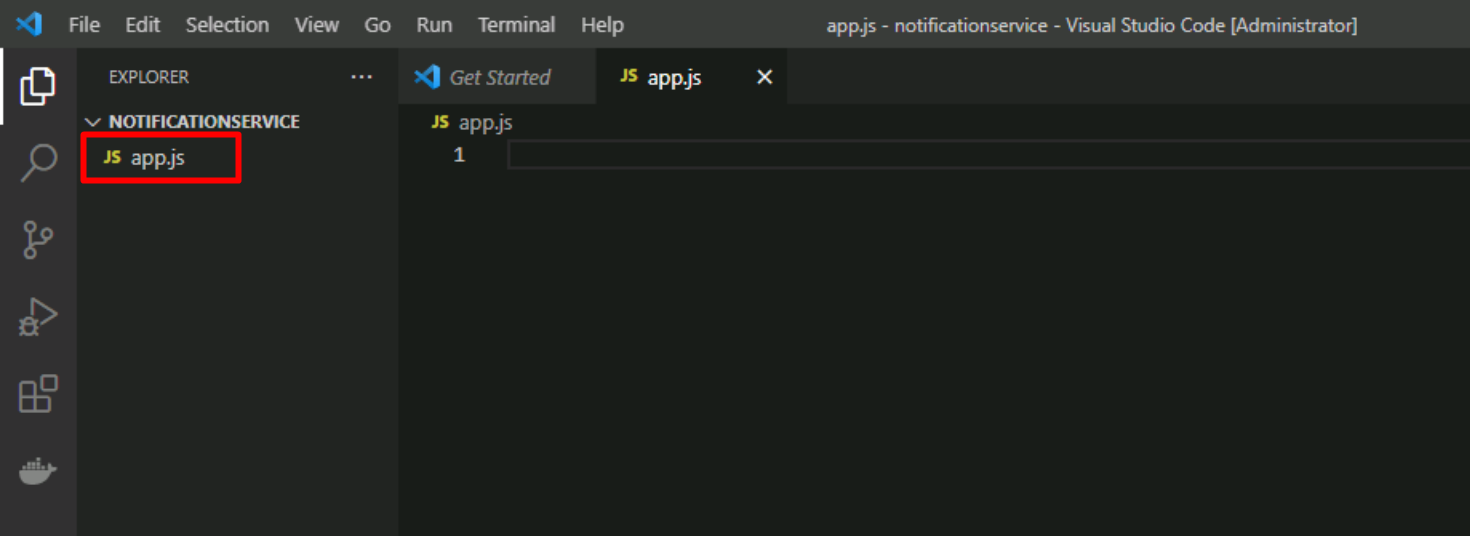 File Edit Selection View Go Run Terminal Help app.js - notificationservice - Visual Studio Code [Administrator]
EXPLORER ...
Get Started JS app.js
NOTIFICATIONSERVICE
JS app.js
JS app.js
1